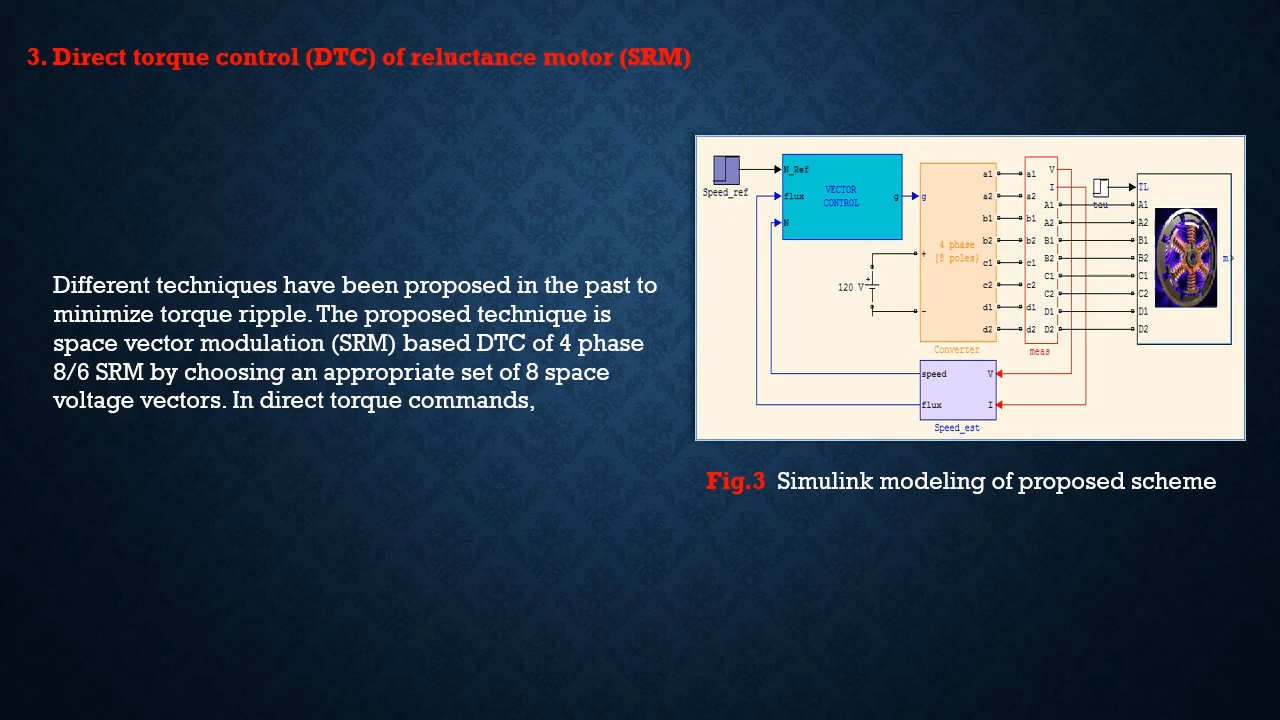 3. Direct torque control (DTC) of reluctance motor (SRM)
Different techniques have been proposed in the past to
minimize torque ripple. The proposed technique is
space vector modulation (SRM) based DTC of 4 phase
8/6 SRM by choosing an appropriate set of 8 space
voltage vectors. In direct torque commands,
Speed_ref
N_Ref
flux
N
VECTOR
CONTROL
g
g
+
-
4 phase
(8 poles)
a1
a2
b1
b2
c1
c2
d1
d2
Converter
120 V
+
a1
a2
b1
b2
c1
c2
d1
d2
V
I
A1
A2
B1
B2
C1
C2
D1
D2
meas
tau
TL
A1
A2
B1
B2
C1
C2
D1
D2
m
speed
flux
V
I
Speed_est
Fig.3 Simulink modeling of proposed scheme